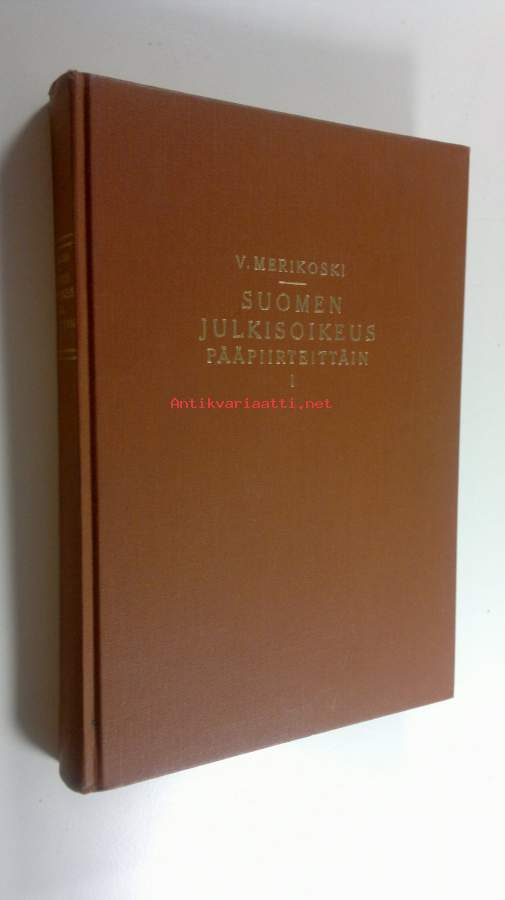 V. MERIKOSKI
SUOMEN
JULKISOIKEUS
PÄÄPIIRTEITTÄIN
I
Antikvariaatti.net